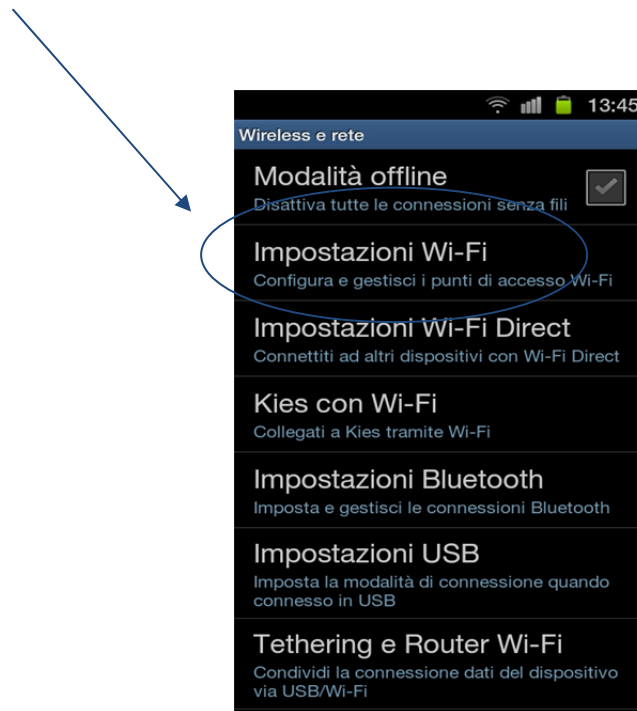 13:45
Wireless e rete
Modalità offline
Disattiva tutte le connessioni senza fili
Impostazioni Wi-Fi
Configura e gestisci i punti di accesso Wi-Fi
Impostazioni Wi-Fi Direct
Connettiti ad altri dispositivi con Wi-Fi Direct
Kies con Wi-Fi
Collegati a Kies tramite Wi-Fi
Impostazioni Bluetooth
Imposta e gestisci le connessioni Bluetooth
Impostazioni USB
Imposta la modalità di connessione quando
connesso in USB
Tethering e Router Wi-Fi
Condividi la connessione dati del dispositivo
via USB/Wi-Fi